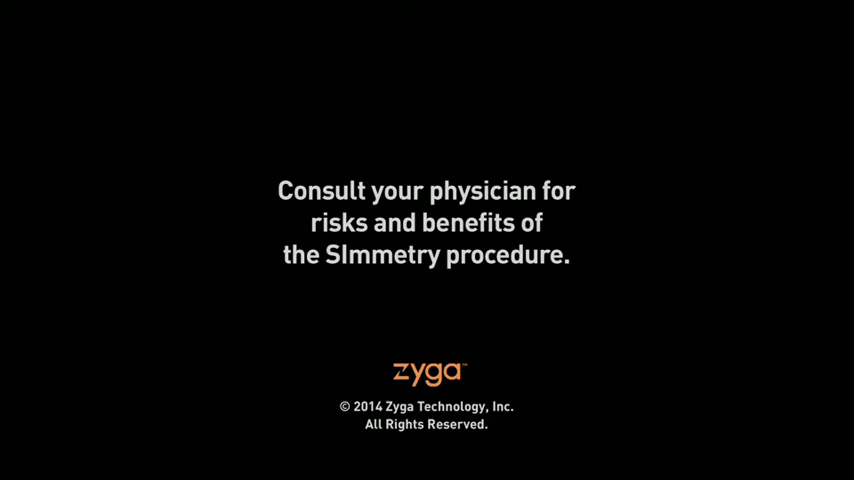 Consult your physician for
risks and benefits of
the SImmetry procedure.
zyga™
© 2014 Zyga Technology, Inc.
All Rights Reserved.